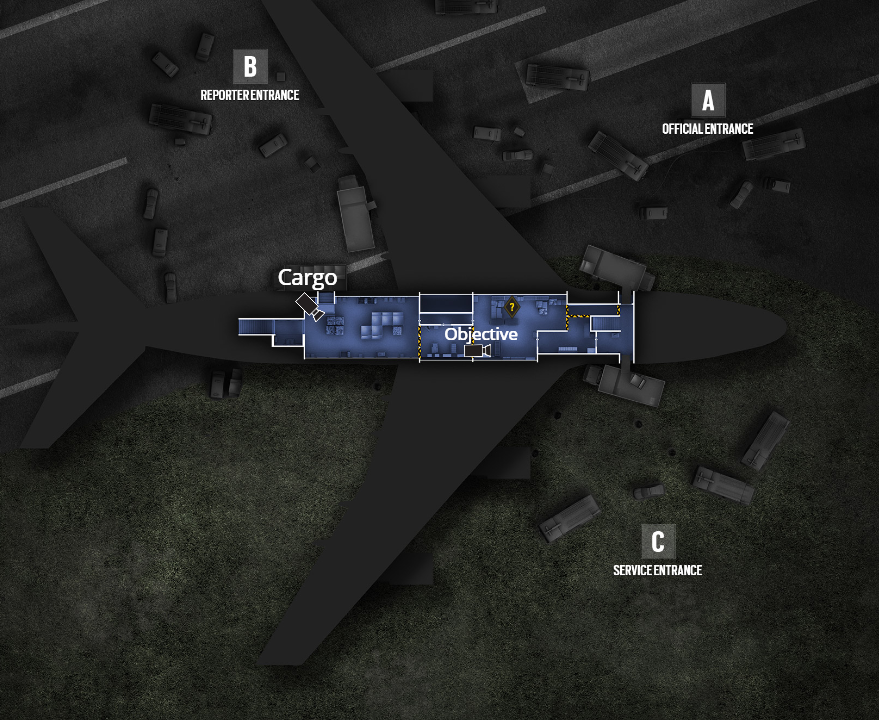 B
REPORTER ENTRANCE
A
OFFICIAL ENTRANCE
Cargo
?
Objective
C
SERVICE ENTRANCE